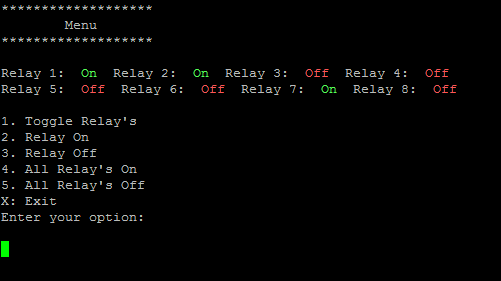 *******************
Menu
*******************
Relay 1: On Relay 2: On Relay 3: Off Relay 4: Off
Relay 5: Off Relay 6: Off Relay 7: On Relay 8: Off
1. Toggle Relay's
2. Relay On
3. Relay Off
4. All Relay's On
5. All Relay's Off
X: Exit
Enter your option: